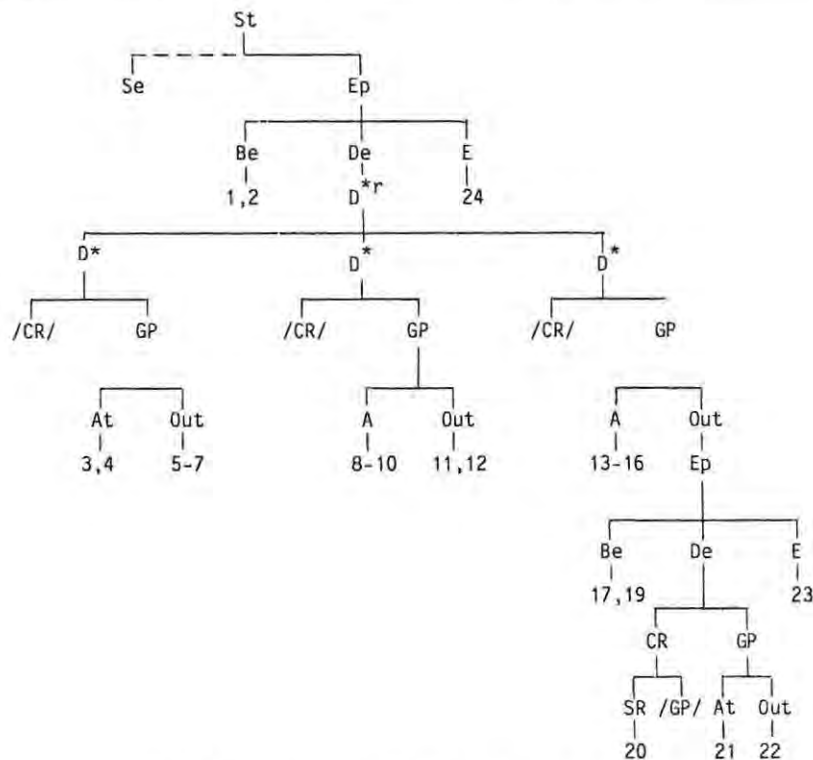 St
Se Ep
Be De E
1,2 D*r 24
D* D* D*
/CR/ GP /CR/ GP /CR/ GP
At Out A Out A Out
3,4 5-7 8-10 11,12 13-16 Ep
Be De E
17,19 23
CR GP
SR /GP/ At Out
20 21 22